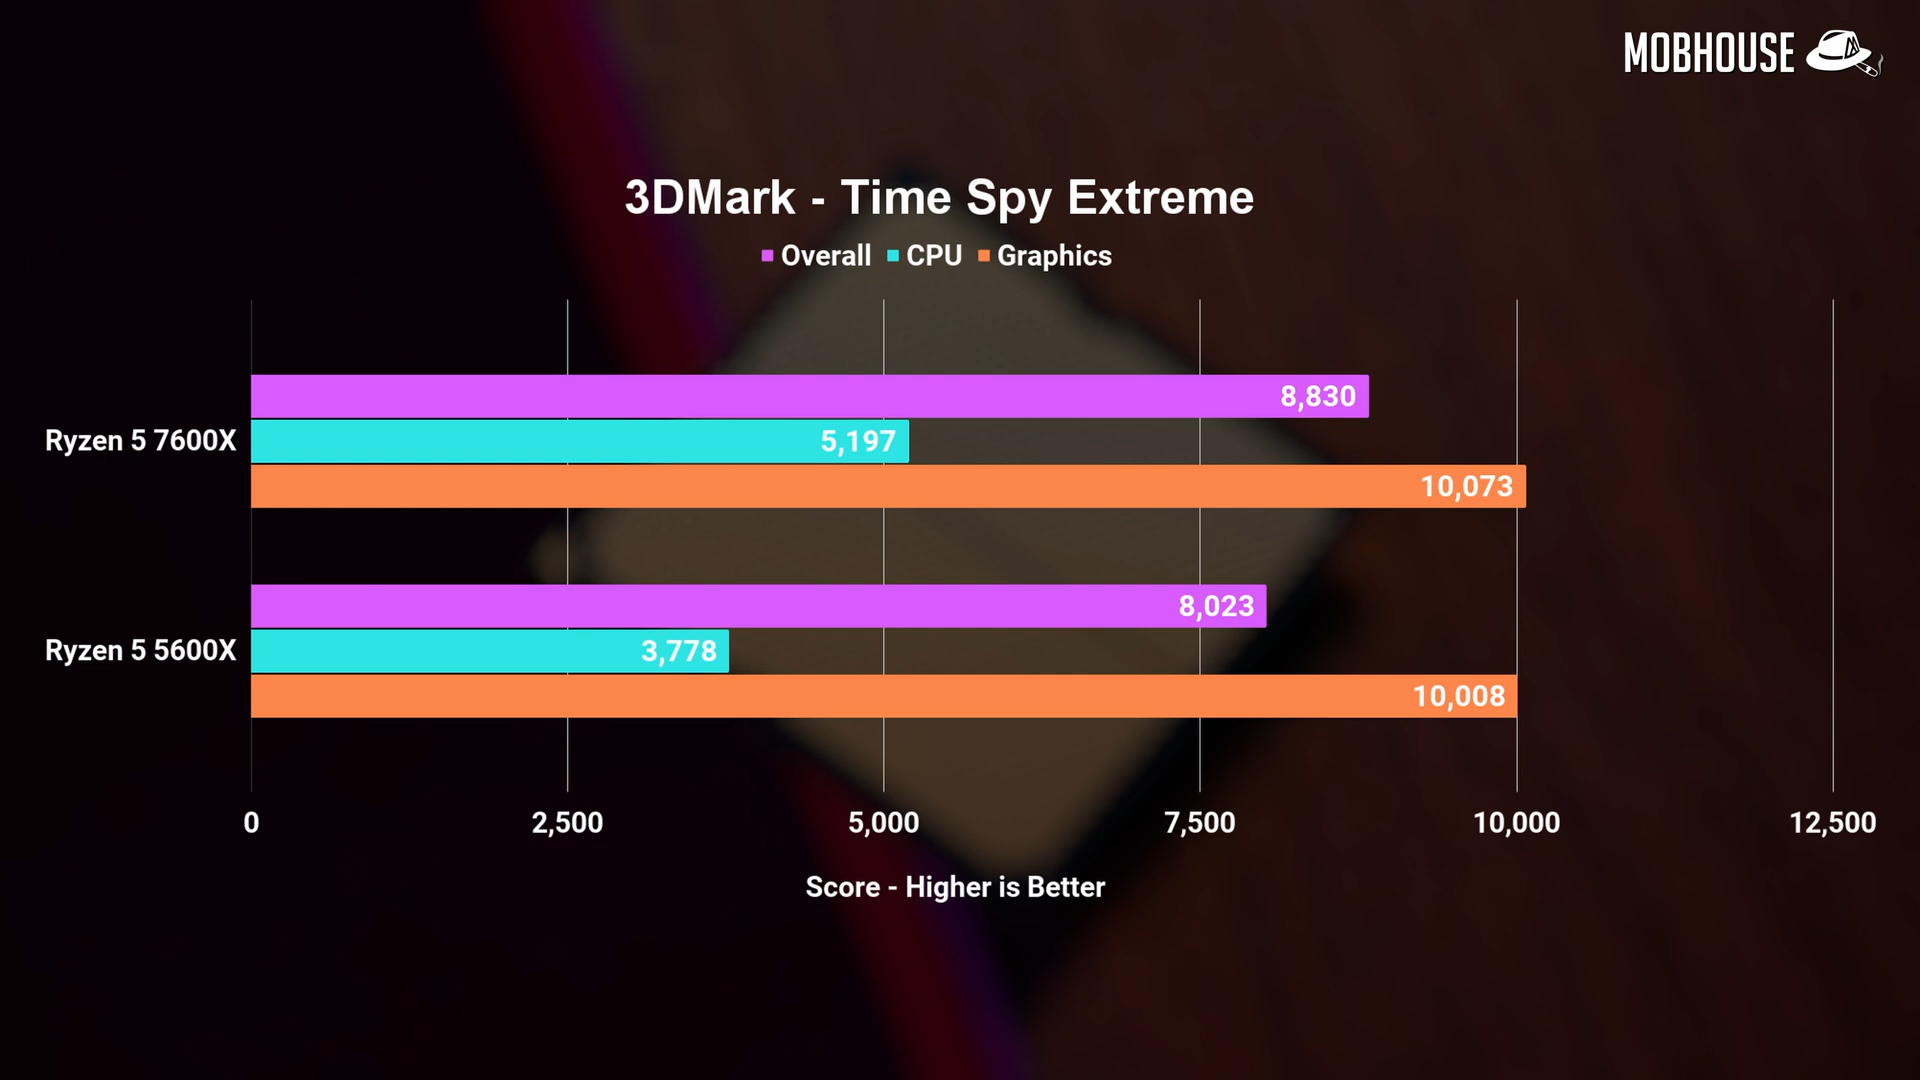 MOBHOUSE
3DMark - Time Spy Extreme
Overall CPU Graphics
Ryzen 5 7600X
8,830
5,197
10,073
Ryzen 5 5600X
8,023
3,778
10,008
0 2,500 5,000 7,500 10,000 12,500
Score - Higher is Better